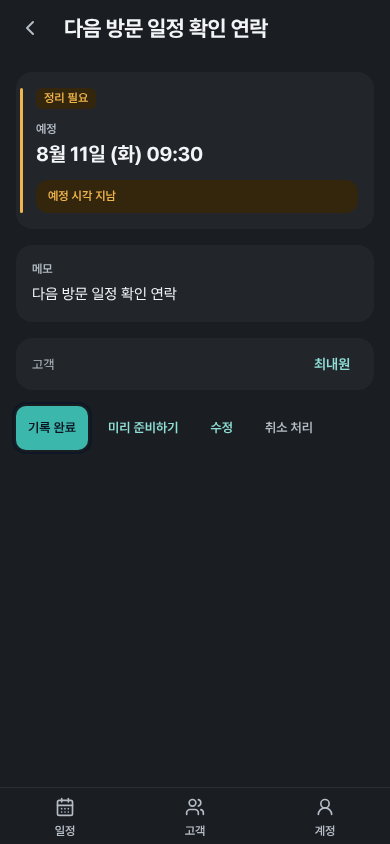 다음 방문 일정 확인 연락
정리 필요
예정
8월 11일 (화) 09:30
예정 시각 지남
메모
다음 방문 일정 확인 연락
고객 최내원
기록 완료 미리 준비하기 수정 취소 처리
일정 고객 계정